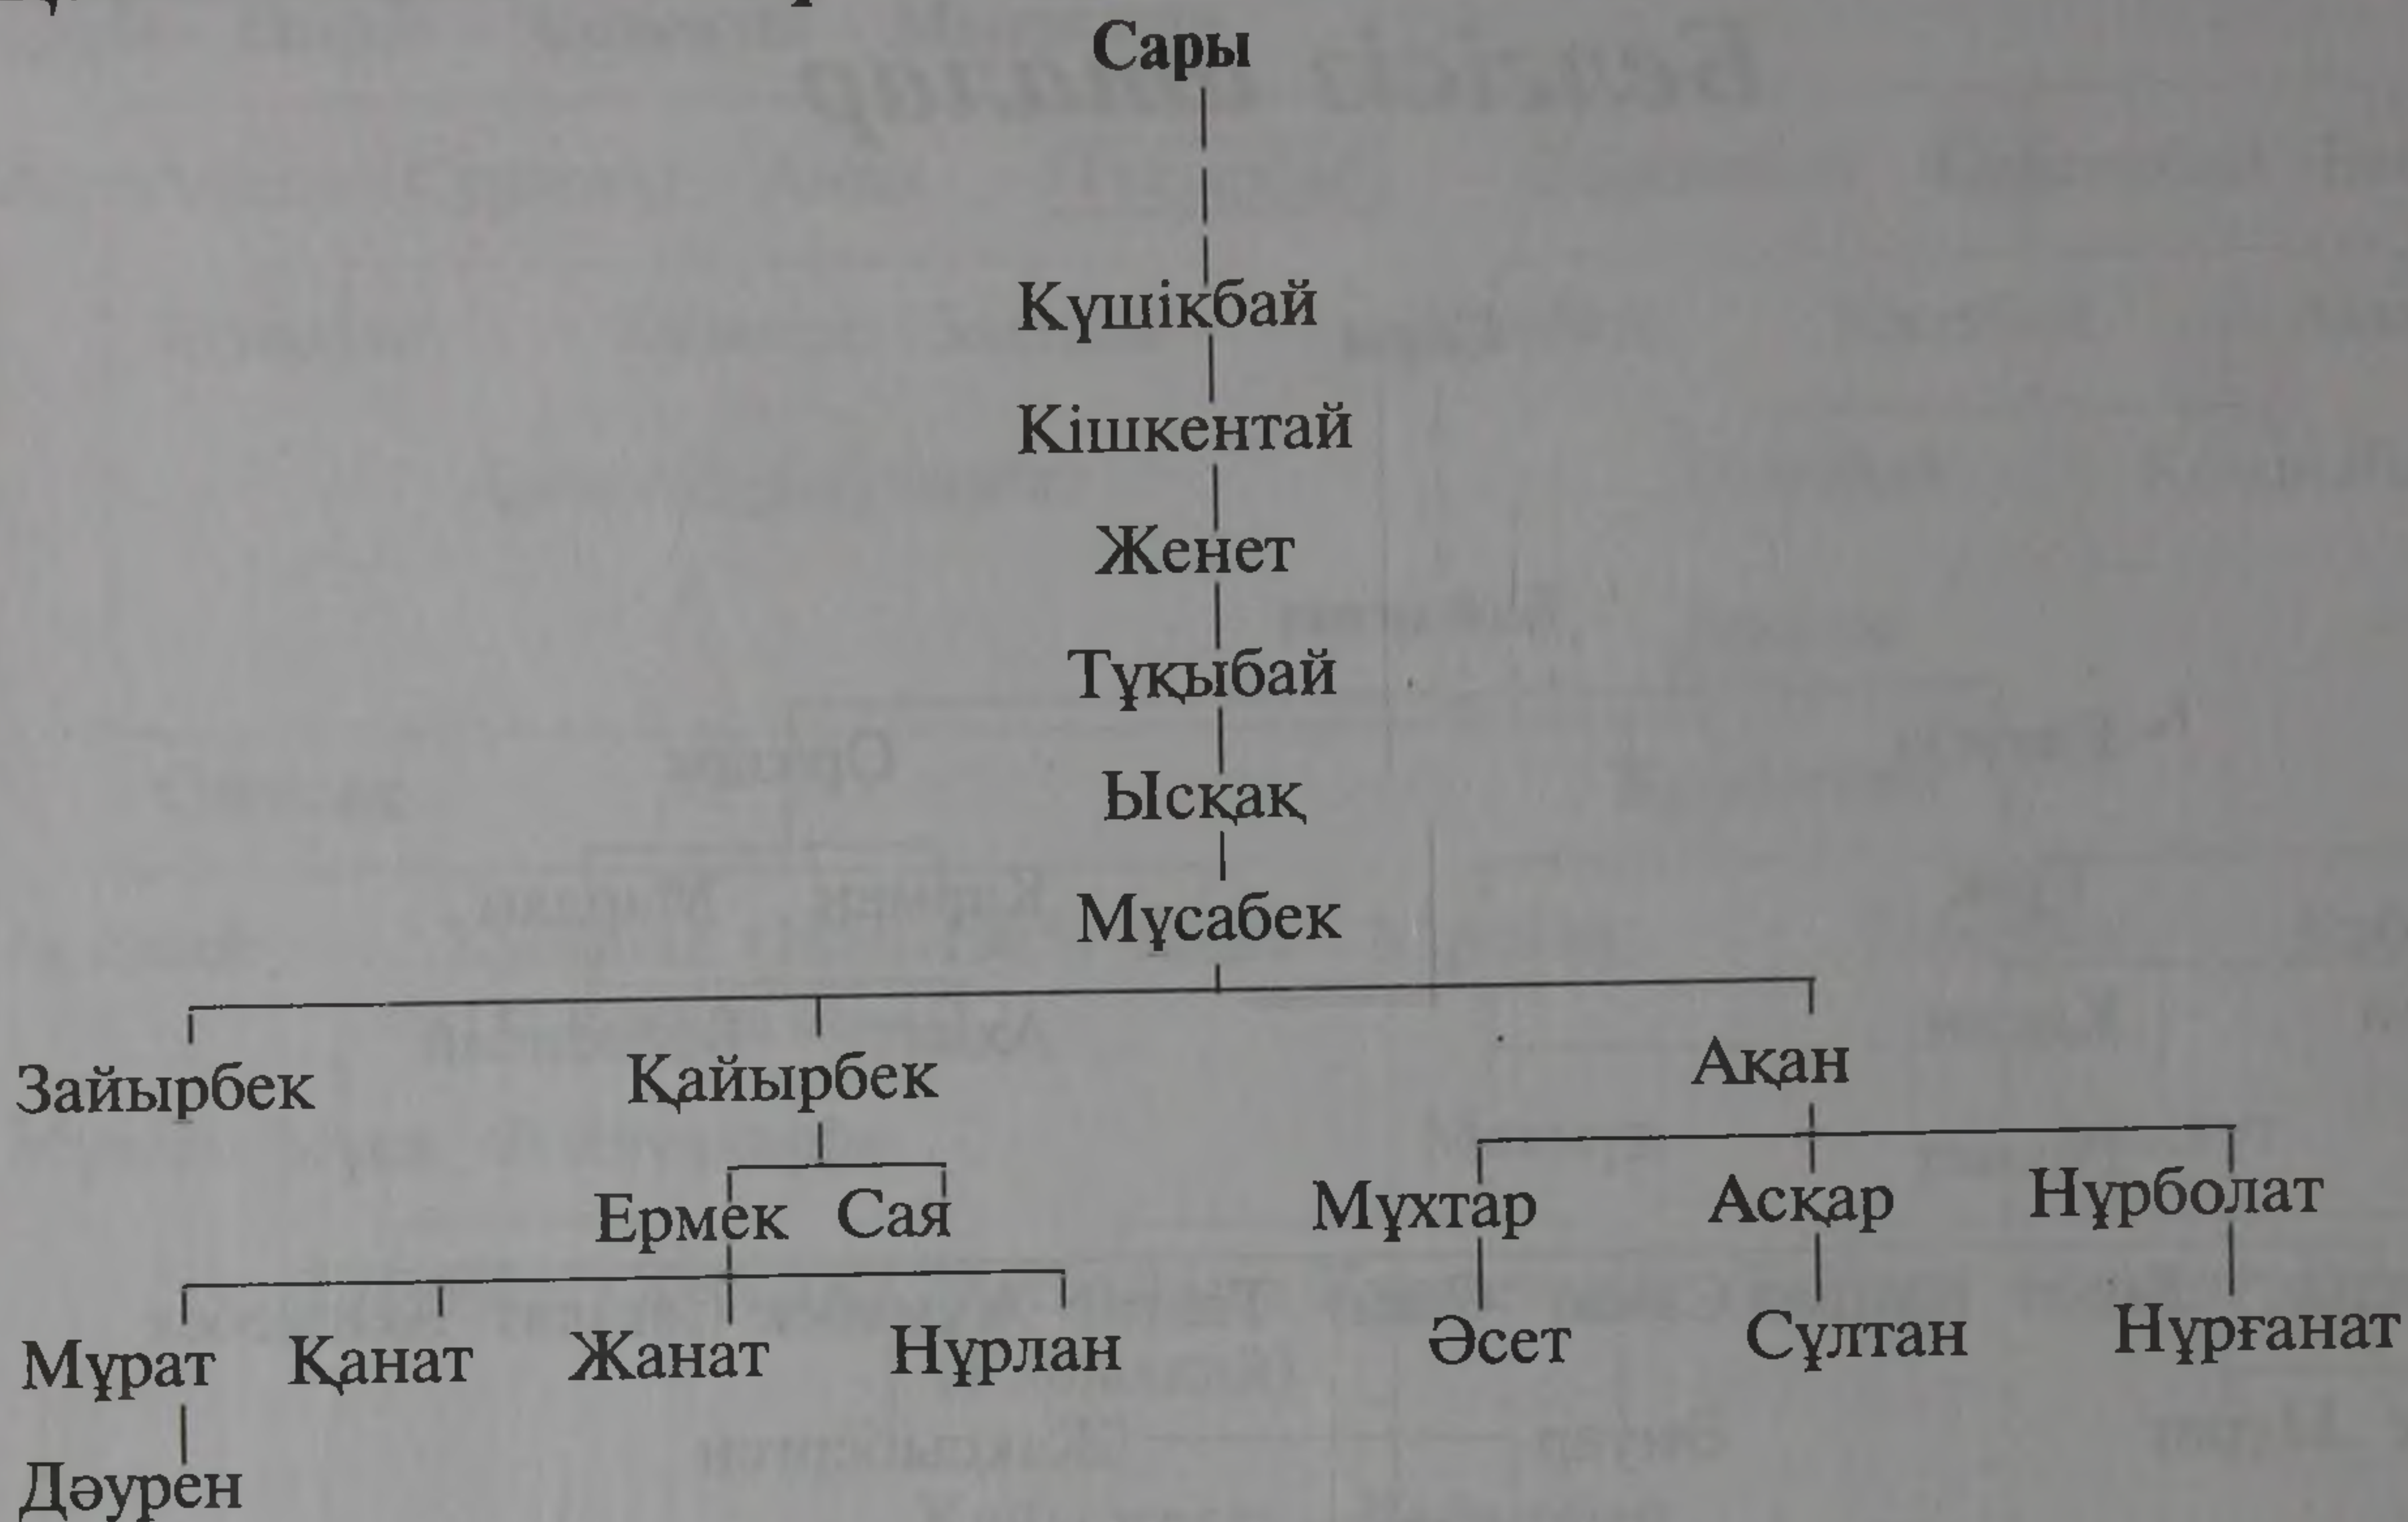 Сары
Күшікбай
Кішкентай
Женет
Тұқыбай
Ысқақ
Мұсабек
Зайырбек Қайырбек Ақан
Ермек Сая Мұхтар Асқар Нұрболат
Мұрат Қанат Жанат Нұрлан Әсет Сұлтан Нұрғанат
Дәурен